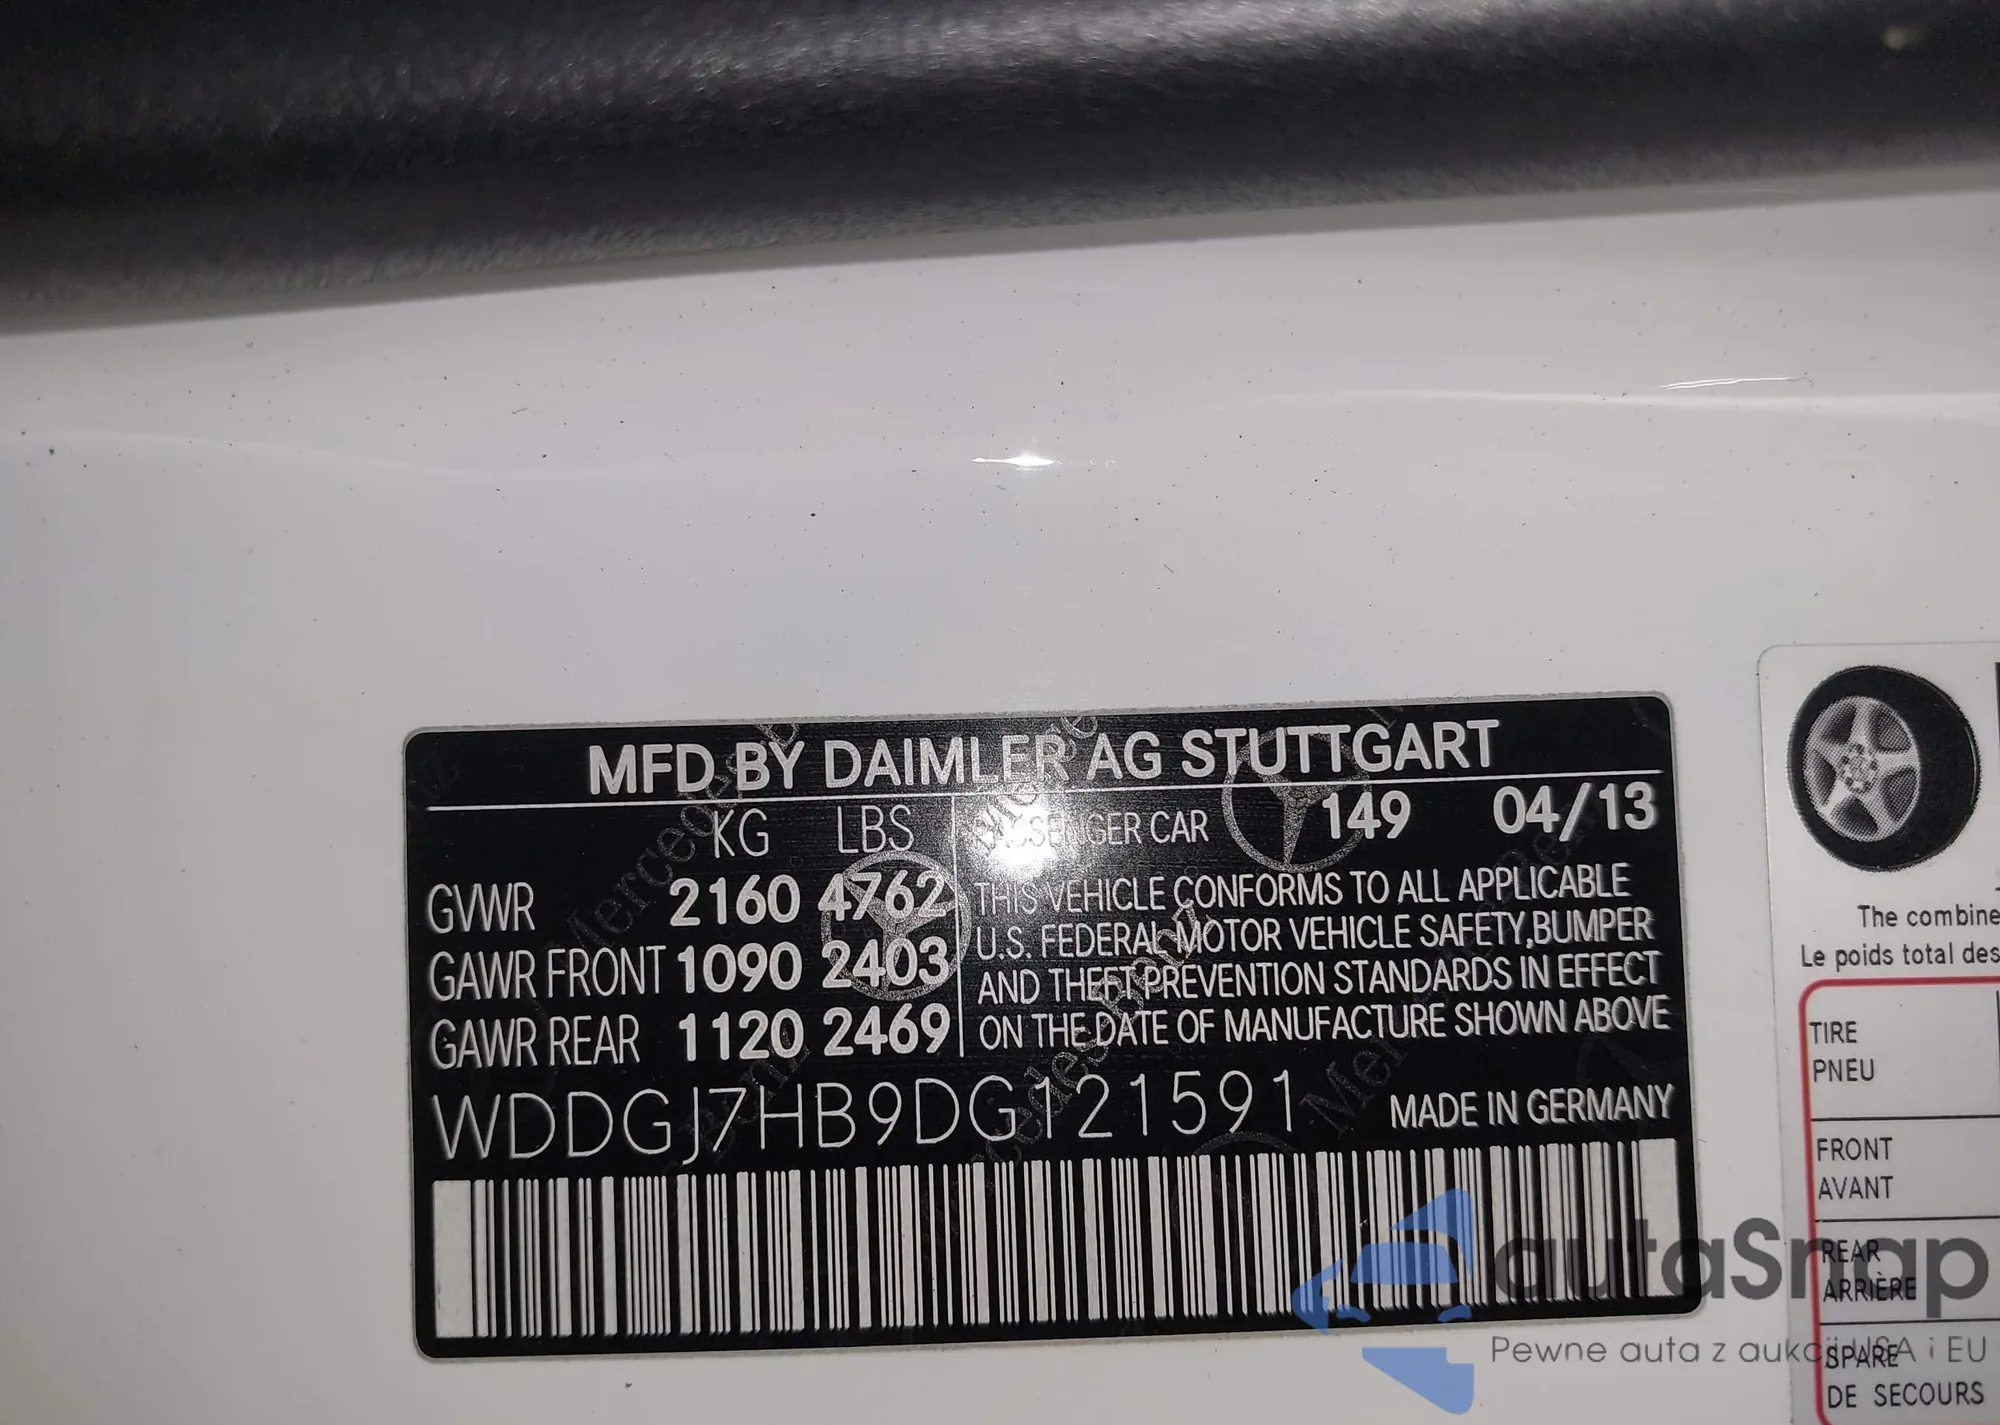 MFD BY DAIMLER AG STUTTGART
KG LBS
GVWR 2160 4762
GAWR FRONT 1090 2403
GAWR REAR 1120 2469
PASSENGER CAR 149 04/13
THIS VEHICLE CONFORMS TO ALL APPLICABLE
U.S. FEDERAL MOTOR VEHICLE SAFETY,BUMPER
AND THEFT PREVENTION STANDARDS IN EFFECT
ON THE DATE OF MANUFACTURE SHOWN ABOVE
WDDGJ7HB9DG121591 MADE IN GERMANY
The combine
Le poids total des
TIRE
PNEU
FRONT
AVANT
REAR
ARRIÈRE
SPARE
DE SECOURS
autaSnap
Pewne auta z aukcji USA i EU